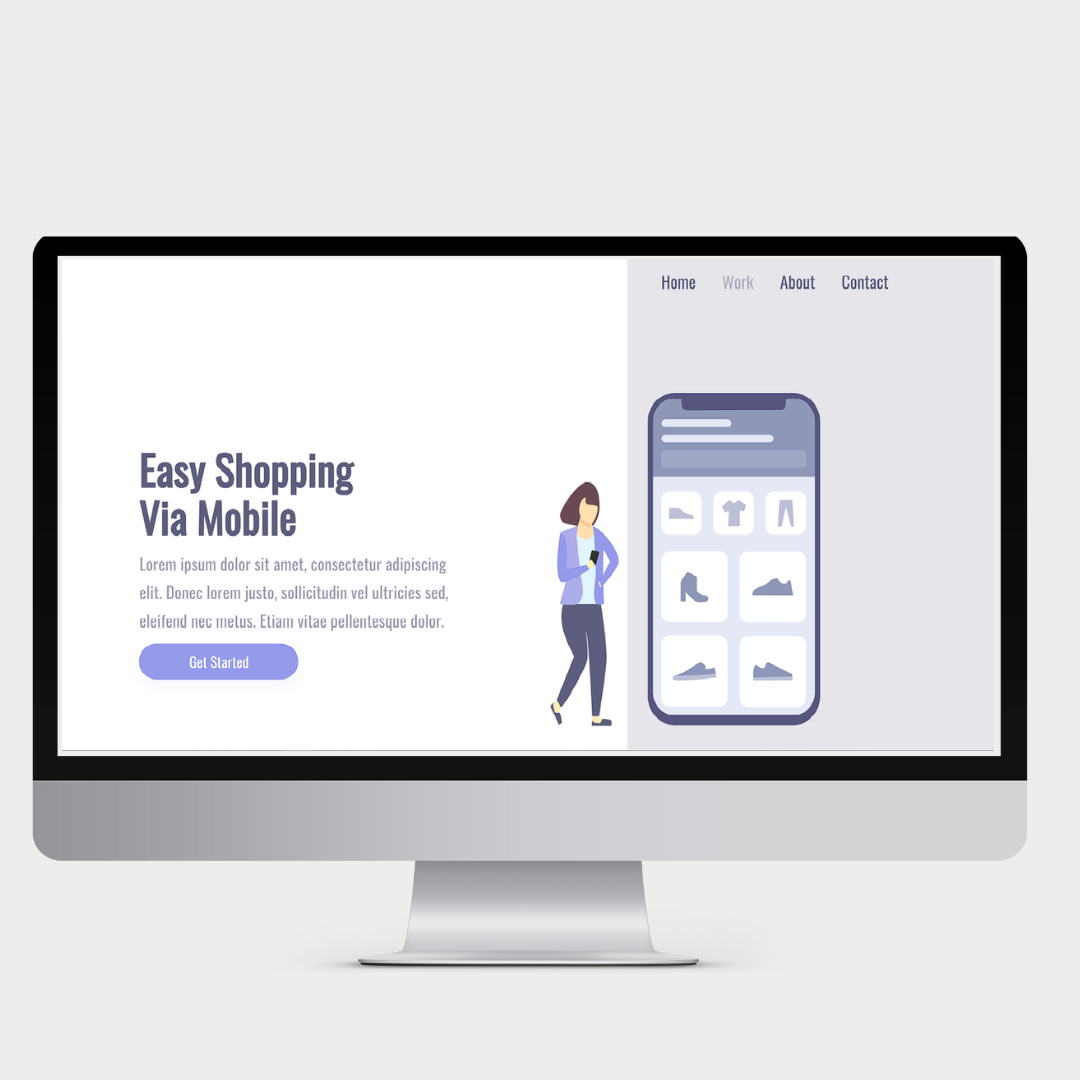 Home Work About Contact
Easy Shopping
Via Mobile
Lorem ipsum dolor sit amet, consectetur adipiscing
elit. Donec lorem justo, sollicitudin vel ultricies sed,
eleifend nec metus. Etiam vitae pellentesque dolor.
Get Started